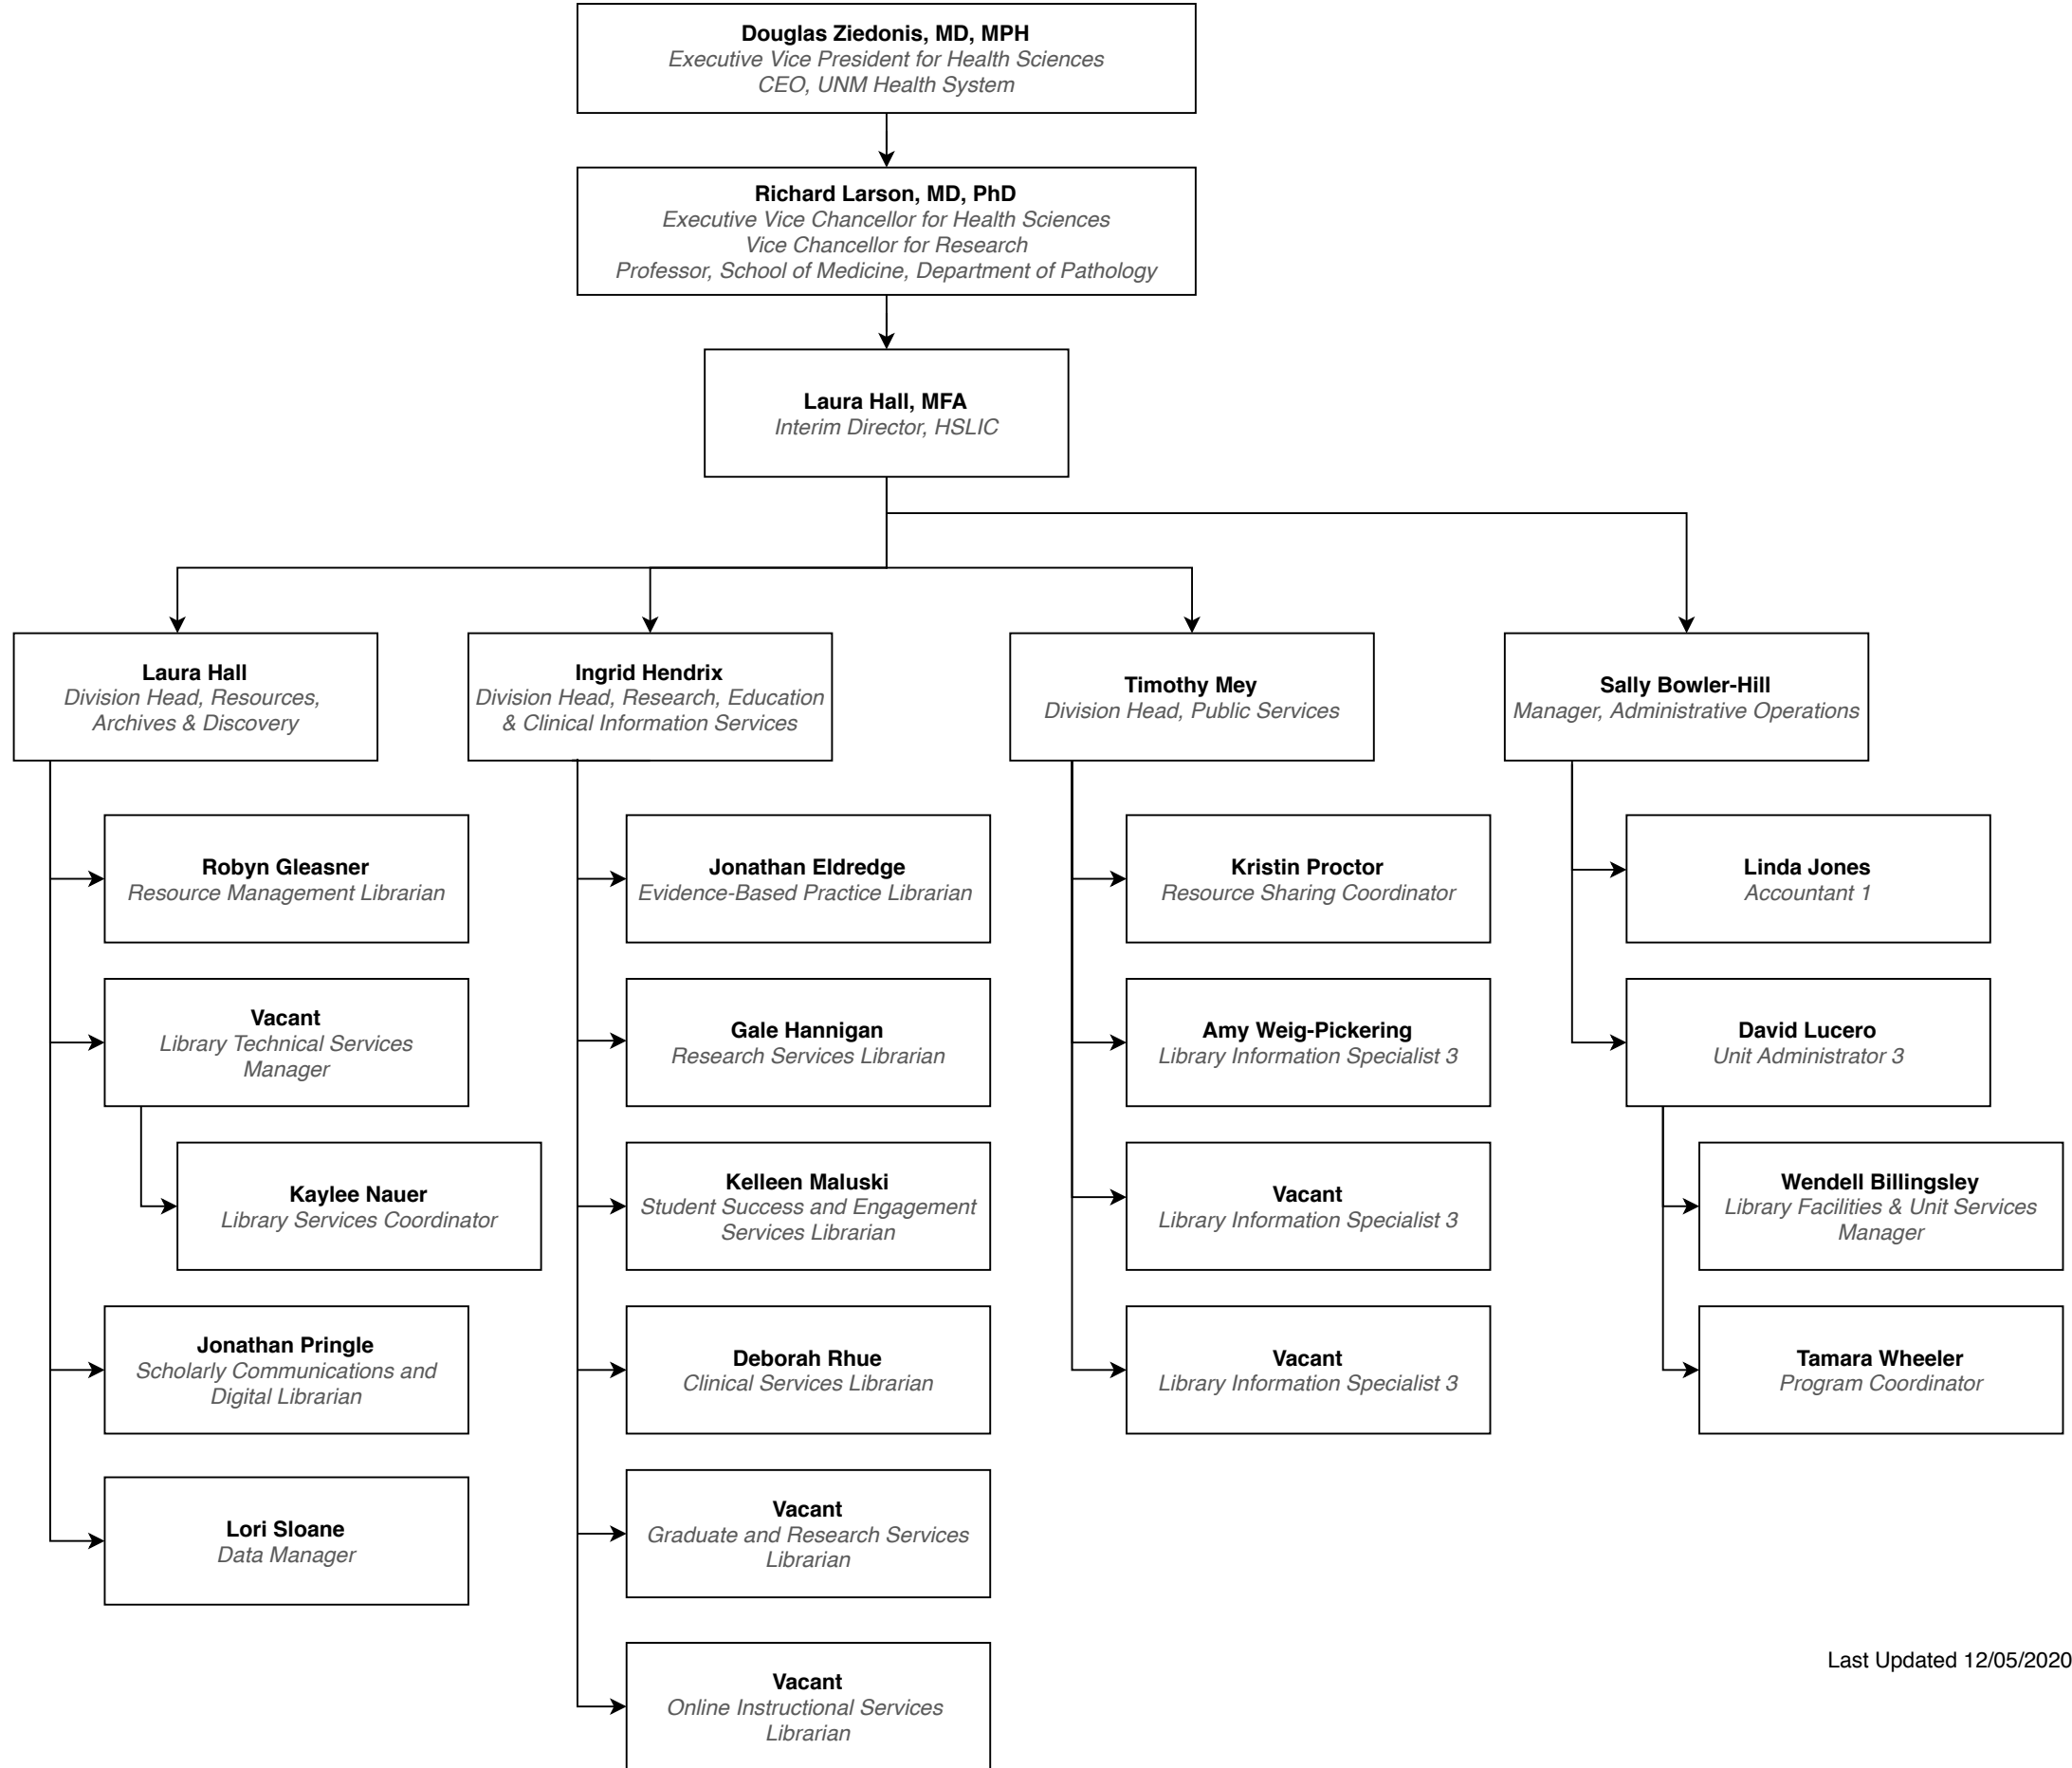 Douglas Ziedonis, MD, MPH
Executive Vice President for Health Sciences
CEO, UNM Health System
Richard Larson, MD, PhD
Executive Vice Chancellor for Health Sciences
Vice Chancellor for Research
Professor, School of Medicine, Department of Pathology
Laura Hall, MFA
Interim Director, HSLIC
Laura Hall
Division Head, Resources,
Archives & Discovery
Robyn Gleasner
Resource Management Librarian
Vacant
Library Technical Services
Manager
Kaylee Nauer
Library Services Coordinator
Jonathan Pringle
Scholarly Communications and
Digital Librarian
Lori Sloane
Data Manager
Ingrid Hendrix
Division Head, Research, Education
& Clinical Information Services
Jonathan Eldredge
Evidence-Based Practice Librarian
Gale Hannigan
Research Services Librarian
Kelleen Maluski
Student Success and Engagement
Services Librarian
Deborah Rhue
Clinical Services Librarian
Vacant
Graduate and Research Services
Librarian
Vacant
Online Instructional Services
Librarian
Timothy Mey
Division Head, Public Services
Kristin Proctor
Resource Sharing Coordinator
Amy Weig-Pickering
Library Information Specialist 3
Vacant
Library Information Specialist 3
Vacant
Library Information Specialist 3
Sally Bowler-Hill
Manager, Administrative Operations
Linda Jones
Accountant 1
David Lucero
Unit Administrator 3
Wendell Billingsley
Library Facilities & Unit Services
Manager
Tamara Wheeler
Program Coordinator
Last Updated 12/05/2020